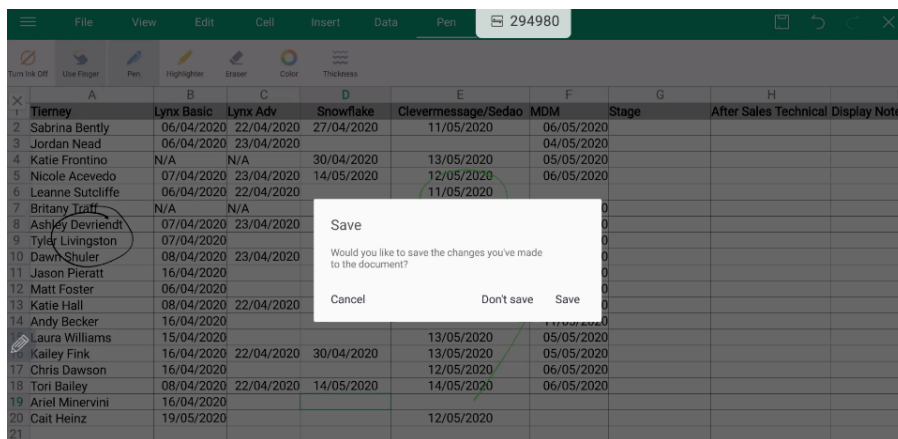 File View Edit Cell Insert Data Pen 294980
Turn Ink Off Use Finger Pen Highlighter Eraser Color Thickness
A B C D E F G H
1 Tierney Lynx Basic Lynx Adv Snowflake Clevermessage/Sedao MDM Stage After Sales Technical Display Note
2 Sabrina Bently 06/04/2020 22/04/2020 27/04/2020 11/05/2020 06/05/2020
3 Jordan Nead 06/04/2020 23/04/2020 04/05/2020
4 Katie Frontino N/A N/A 30/04/2020 13/05/2020 05/05/2020
5 Nicole Acevedo 07/04/2020 23/04/2020 14/05/2020 12/05/2020 06/05/2020
6 Leanne Sutcliffe 06/04/2020 22/04/2020 11/05/2020
7 Britany Traff N/A N/A 0
8 Ashley Devriendt 07/04/2020 23/04/2020 0
9 Tyler Livingston 07/04/2020 0
10 Dawn Shuler 08/04/2020 23/04/2020 0
11 Jason Pieratt 16/04/2020 0
12 Matt Foster 06/04/2020 0
13 Katie Hall 08/04/2020 22/04/2020 0
14 Andy Becker 16/04/2020
Laura Williams 15/04/2020 13/05/2020 05/05/2020
Kailey Fink 16/04/2020 22/04/2020 30/04/2020 13/05/2020 05/05/2020
17 Chris Dawson 16/04/2020 12/05/2020 06/05/2020
18 Tori Bailey 08/04/2020 22/04/2020 14/05/2020 14/05/2020 06/05/2020
19 Ariel Minervini 16/04/2020
20 Cait Heinz 19/05/2020 12/05/2020
21
Save
Would you like to save the changes you've made
to the document?
Cancel Don't save Save